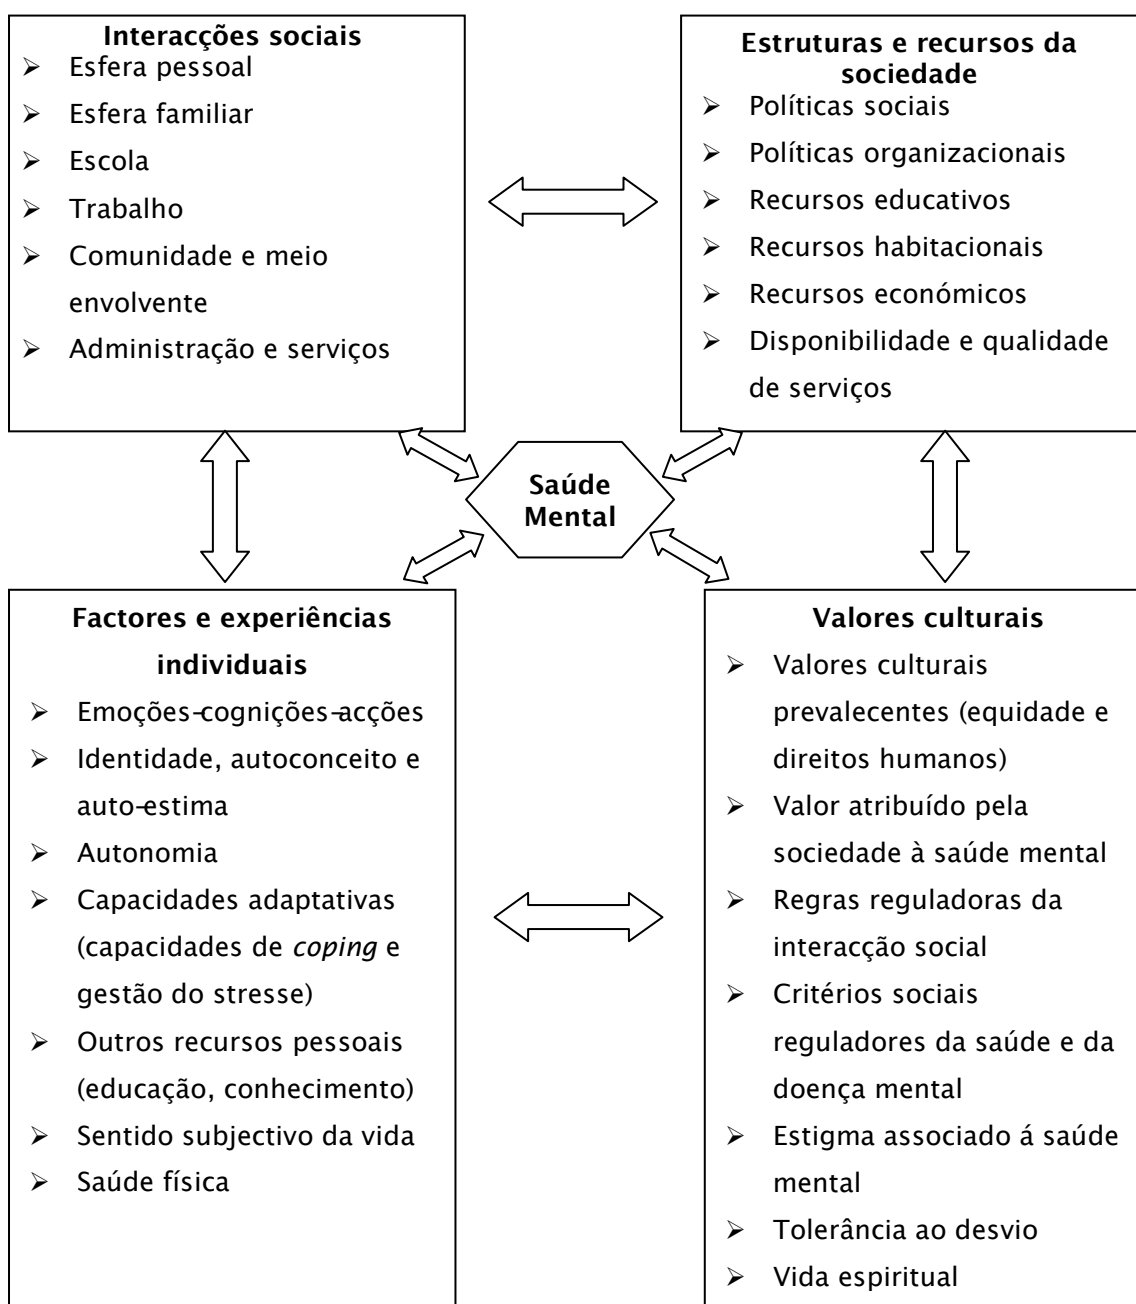 Interacções sociais
➢ Esfera pessoal
➢ Esfera familiar
➢ Escola
➢ Trabalho
➢ Comunidade e meio
envolvente
➢ Administração e serviços
Estruturas e recursos da
sociedade
➢ Políticas sociais
➢ Políticas organizacionais
➢ Recursos educativos
➢ Recursos habitacionais
➢ Recursos económicos
➢ Disponibilidade e qualidade
de serviços
Saúde
Mental
Factores e experiências
individuais
➢ Emoções-cognições-acções
➢ Identidade, autoconceito e
auto-estima
➢ Autonomia
➢ Capacidades adaptativas
(capacidades de coping e
gestão do stresse)
➢ Outros recursos pessoais
(educação, conhecimento)
➢ Sentido subjectivo da vida
➢ Saúde física
Valores culturais
➢ Valores culturais
prevalecentes (equidade e
direitos humanos)
➢ Valor atribuído pela
sociedade à saúde mental
➢ Regras reguladoras da
interacção social
➢ Critérios sociais
reguladores da saúde e da
doença mental
➢ Estigma associado á saúde
mental
➢ Tolerância ao desvio
➢ Vida espiritual